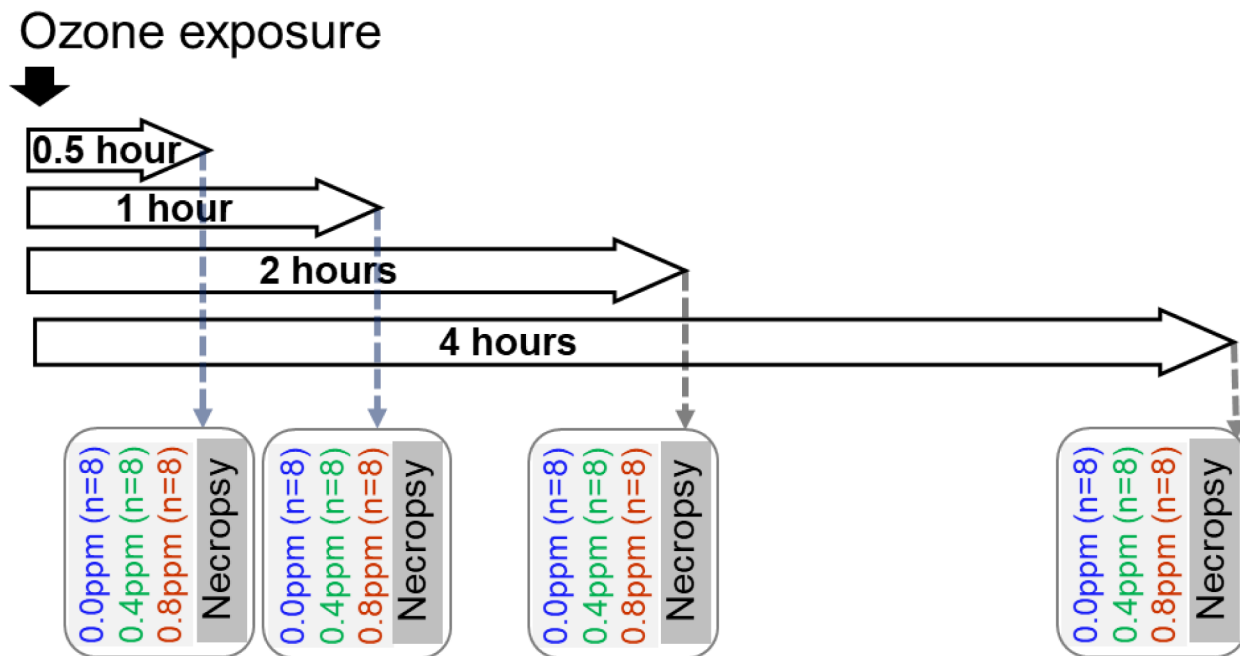 Ozone exposure
0.5 hour
1 hour
2 hours
4 hours
0.0ppm (n=8)
0.4ppm (n=8)
0.8ppm (n=8)
Necropsy
0.0ppm (n=8)
0.4ppm (n=8)
0.8ppm (n=8)
Necropsy
0.0ppm (n=8)
0.4ppm (n=8)
0.8ppm (n=8)
Necropsy
0.0ppm (n=8)
0.4ppm (n=8)
0.8ppm (n=8)
Necropsy